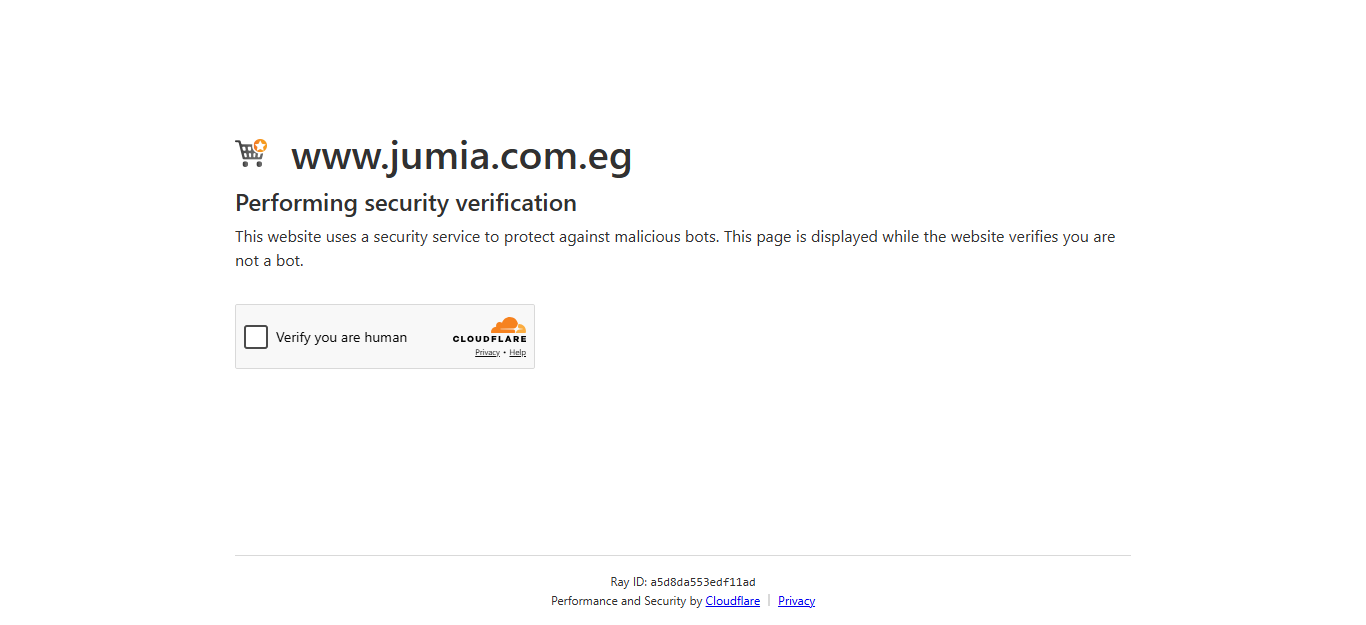 www.jumia.com.eg
Performing security verification
This website uses a security service to protect against malicious bots. This page is displayed while the website verifies you are
not a bot.
Verify you are human
CLOUDFLARE
Privacy • Help
Ray ID: a5d8da553edf11ad
Performance and Security by Cloudflare | Privacy